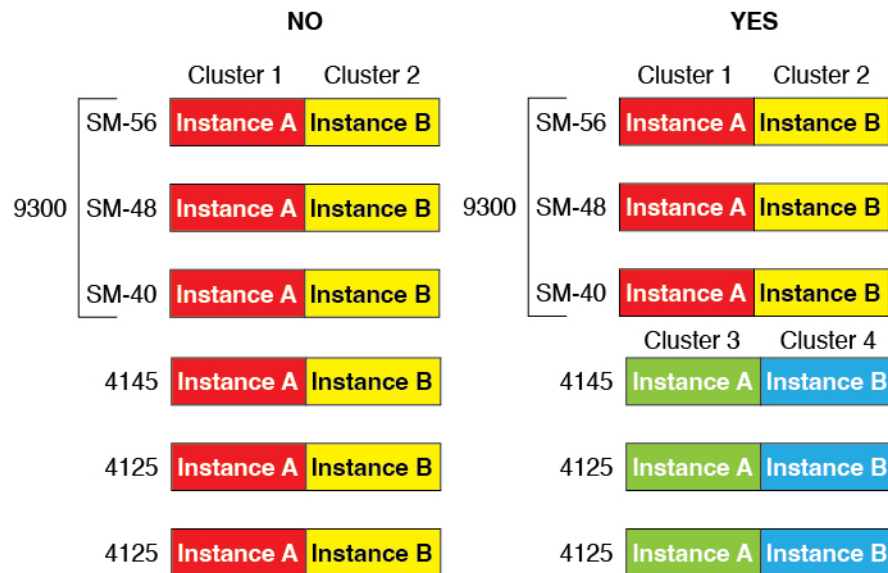 NO YES
Cluster 1 Cluster 2 Cluster 1 Cluster 2
SM-56 Instance A Instance B SM-56 Instance A Instance B
9300 SM-48 Instance A Instance B 9300 SM-48 Instance A Instance B
SM-40 Instance A Instance B SM-40 Instance A Instance B
Cluster 3 Cluster 4
4145 Instance A Instance B 4145 Instance A Instance B
4125 Instance A Instance B 4125 Instance A Instance B
4125 Instance A Instance B 4125 Instance A Instance B